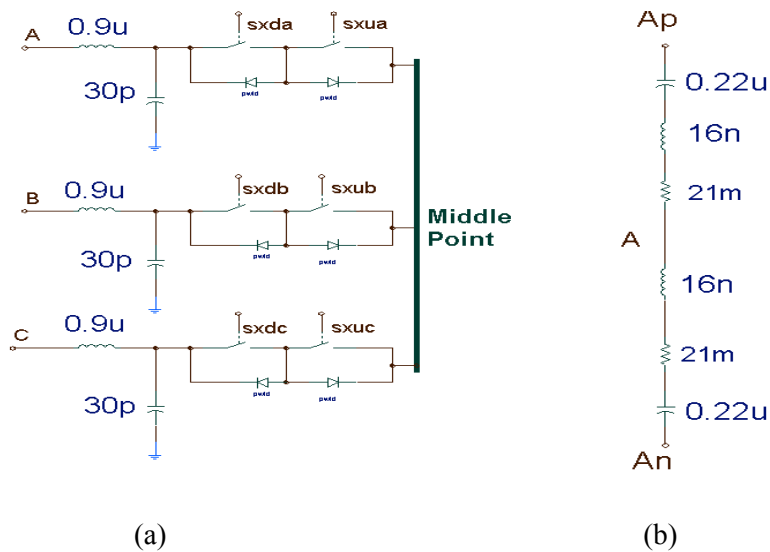 A
0.9u
sxda
sxua
30p
pwld
pwld
B
0.9u
sxdb
sxub
30p
pwld
pwld
Middle
Point
C
0.9u
sxdc
sxuc
30p
pwld
pwld
(a)
Ap
0.22u
16n
21m
A
16n
21m
0.22u
An
(b)